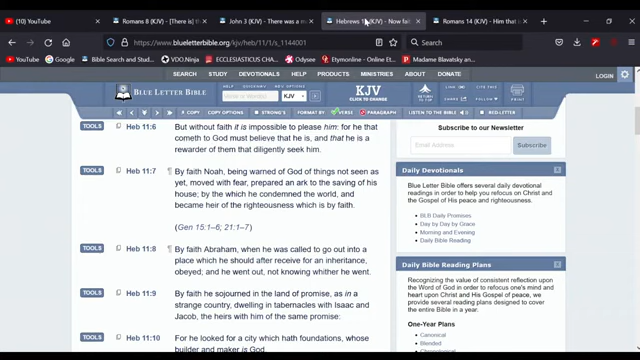 (10) YouTube
Romans 8 (KJV) - [There is] th
John 3 (KJV) - There was a m
Hebrews 11 (KJV) - Now fai
Romans 14 (KJV) - Him that i
https://www.blueletterbible.org/kjv/heb/11/1/s_1144001
Search
YouTube
Google
Bible Search and Stud
VDO.Ninja
ECCLESIASTICUS CHA
Odysee
Etymonline - Online Et
Madame Blavatsky an
SEARCH
STUDY
DEVOTIONALS
HELP
PRODUCTS
MINISTRIES
ABOUT
DONATE
LOGIN
BLUE LETTER BIBLE
KJV
KJV
CLICK TO CHANGE
RETURN
TO TOP
LINK
CITE THIS
PRINT
SHARE
FOLLOW
COPY
COPY OPTIONS
STRONG'S
FORMAT BY
VERSE
PARAGRAPH
LISTEN TO THE BIBLE
RED-LETTER
TOOLS
Heb 11:6
But without faith it is impossible to please him: for he that
cometh to God must believe that he is, and that he is a
rewarder of them that diligently seek him.
TOOLS
Heb 11:7
¶ By faith Noah, being warned of God of things not seen as
yet, moved with fear, prepared an ark to the saving of his
house; by the which he condemned the world, and
became heir of the righteousness which is by faith.
(Gen 15:1–6; 21:1–7)
TOOLS
Heb 11:8
¶ By faith Abraham, when he was called to go out into a
place which he should after receive for an inheritance,
obeyed; and he went out, not knowing whither he went.
TOOLS
Heb 11:9
By faith he sojourned in the land of promise, as in a
strange country, dwelling in tabernacles with Isaac and
Jacob, the heirs with him of the same promise:
TOOLS
Heb 11:10
For he looked for a city which hath foundations, whose
builder and maker is God.
Subscribe to our Newsletter
Email Address
Subscribe
Daily Devotionals
Blue Letter Bible offers several daily devotional
readings in order to help you refocus on Christ and
the Gospel of His peace and righteousness.
BLB Daily Promises
Day by Day by Grace
Morning and Evening
Daily Bible Reading
Daily Bible Reading Plans
Recognizing the value of consistent reflection upon
the Word of God in order to refocus one's mind and
heart upon Christ and His Gospel of peace, we
provide several reading plans designed to cover
the entire Bible in a year.
One-Year Plans
Canonical
Blended
Chronological